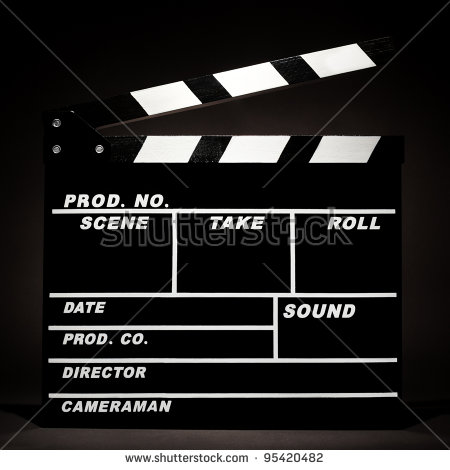 PROD. NO.
SCENE TAKE ROLL
DATE SOUND
PROD. CO.
DIRECTOR
CAMERAMAN
shutterstock
www.shutterstock.com · 95420482